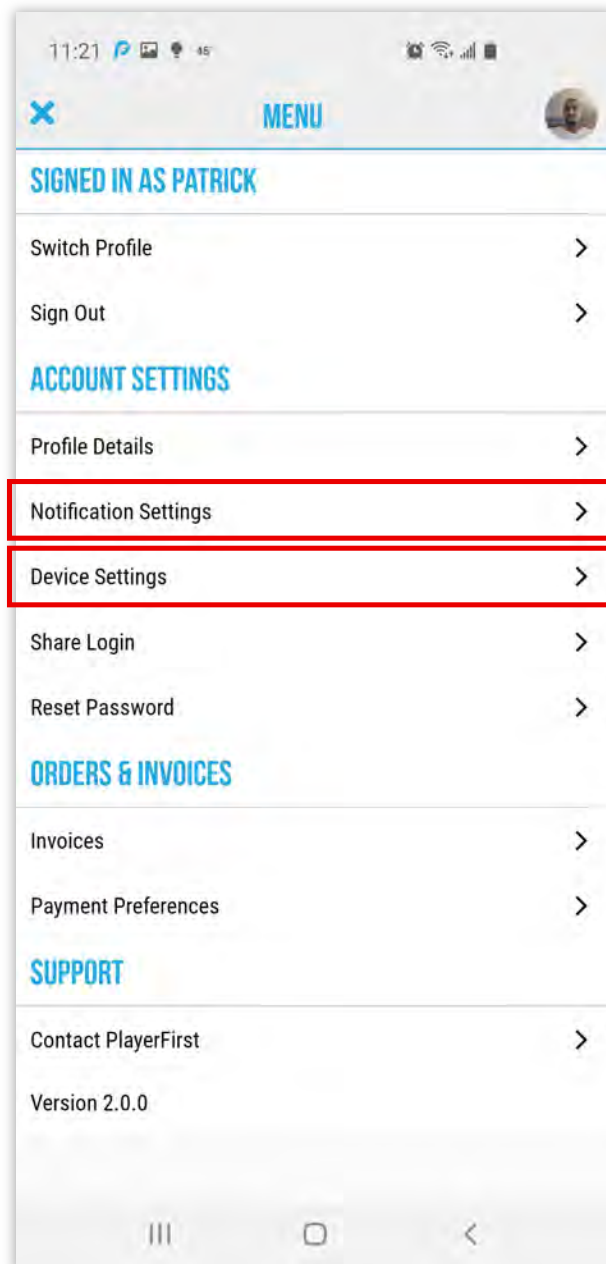 11:21 45°
MENU
SIGNED IN AS PATRICK
Switch Profile
Sign Out
ACCOUNT SETTINGS
Profile Details
Notification Settings
Device Settings
Share Login
Reset Password
ORDERS & INVOICES
Invoices
Payment Preferences
SUPPORT
Contact PlayerFirst
Version 2.0.0